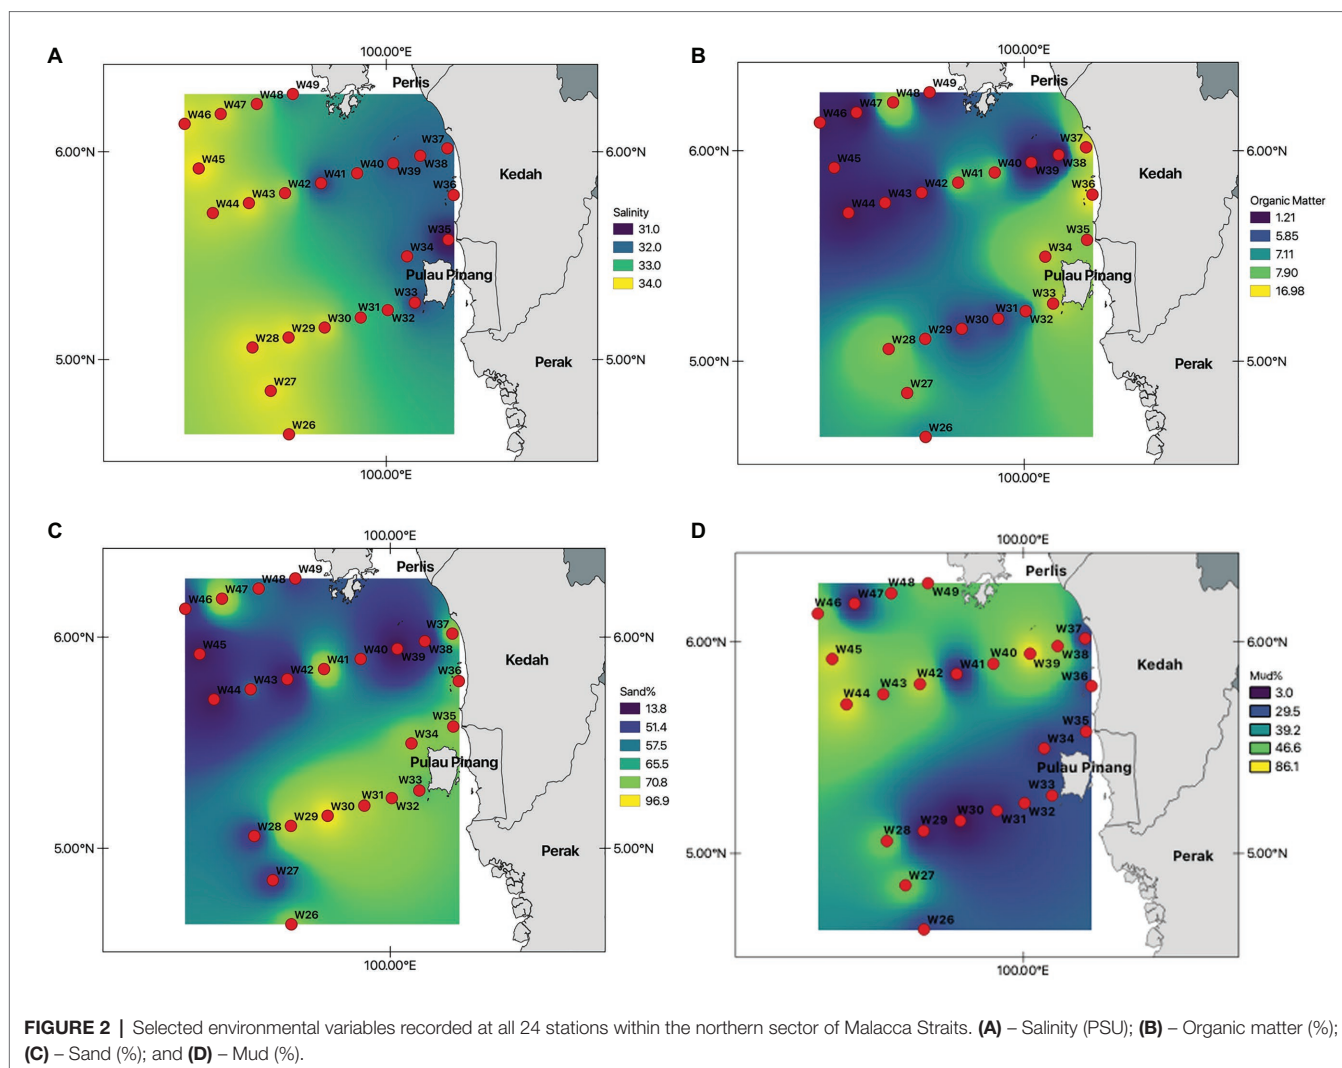 A
100.00°E
Perlis
W49
W48
W47
W46
W37
6.00°N
6.00°N
W45
W40
W38
W39
W41
Kedah
W42
W36
W43
W44
W35
Salinity
31.0
W34
32.0
Pulau Pinang
33.0
W33
34.0
W31
W32
W30
W29
W28
5.00°N
5.00°N
Perak
W27
W26
100.00°E
B
100.00°E
Perlis
W49
W48
W47
W46
W37
6.00°N
6.00°N
W38
W40
W39
W45
W41
Kedah
W42
W36
W43
W44
Organic Matter
1.21
W35
5.85
W34
7.11
Pulau Pinang
7.90
16.98
W33
W31
W32
W30
W29
W28
5.00°N
5.00°N
Perak
W27
W26
100.00°E
C
100.00°E
Perlis
W49
W48
W47
W46
W37
6.00°N
6.00°N
W45
W40
W38
W39
W41
Kedah
W42
W36
W43
W44
Sand%
13.8
W35
51.4
W34
57.5
65.5
Pulau Pinang
70.8
96.9
W33
W31
W32
W30
W29
W28
5.00°N
5.00°N
Perak
W27
W26
100.00°E
D
100.00°E
Perlis
W48
W49
W47
W46
W37
6.00°N
6.00°N
W45
W40
W38
W39
W41
Kedah
W42
W36
W43
W44
Mud%
3.0
29.5
W35
39.2
W34
46.6
Pulau Pinang
86.1
W33
W30
W31
W32
W29
W28
5.00°N
5.00°N
Perak
W27
W26
100.00°E
FIGURE 2 | Selected environmental variables recorded at all 24 stations within the northern sector of Malacca Straits. (A) – Salinity (PSU); (B) – Organic matter (%);
(C) – Sand (%); and (D) – Mud (%).